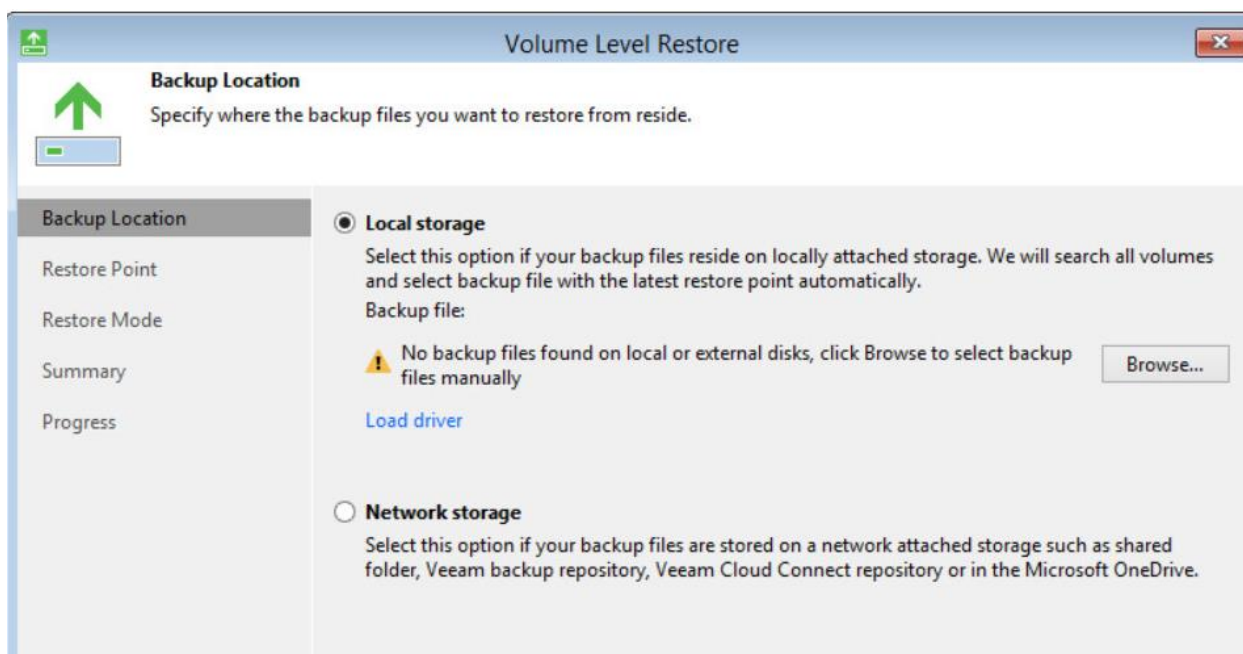 Volume Level Restore
Backup Location
Specify where the backup files you want to restore from reside.
Backup Location
Restore Point
Restore Mode
Summary
Progress
Local storage
Select this option if your backup files reside on locally attached storage. We will search all volumes
and select backup file with the latest restore point automatically.
Backup file:
No backup files found on local or external disks, click Browse to select backup
files manually
Browse...
Load driver
Network storage
Select this option if your backup files are stored on a network attached storage such as shared
folder, Veeam backup repository, Veeam Cloud Connect repository or in the Microsoft OneDrive.